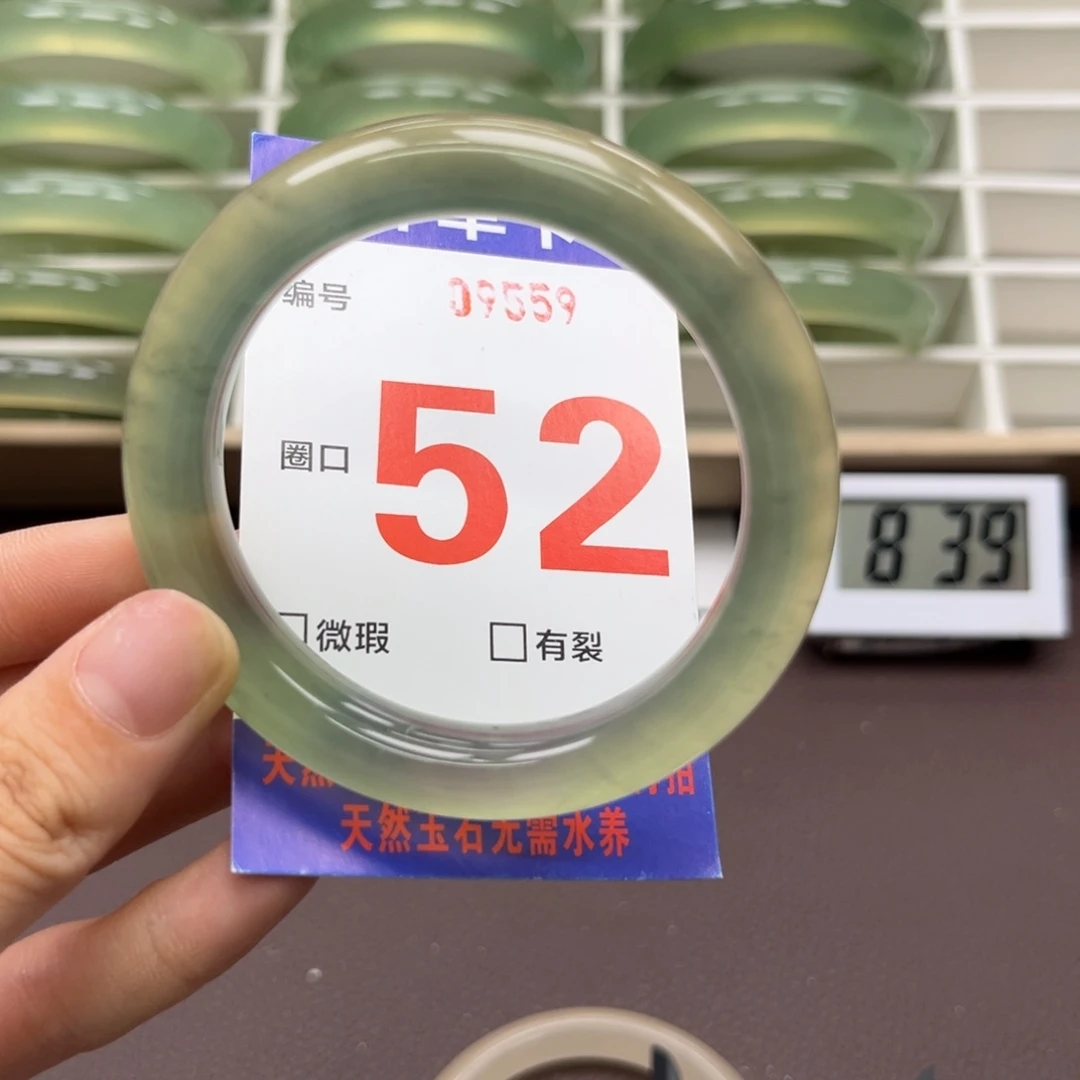 编号 09559
圈口 52
8 39
□微瑕 □有裂
天然玉石无需水养